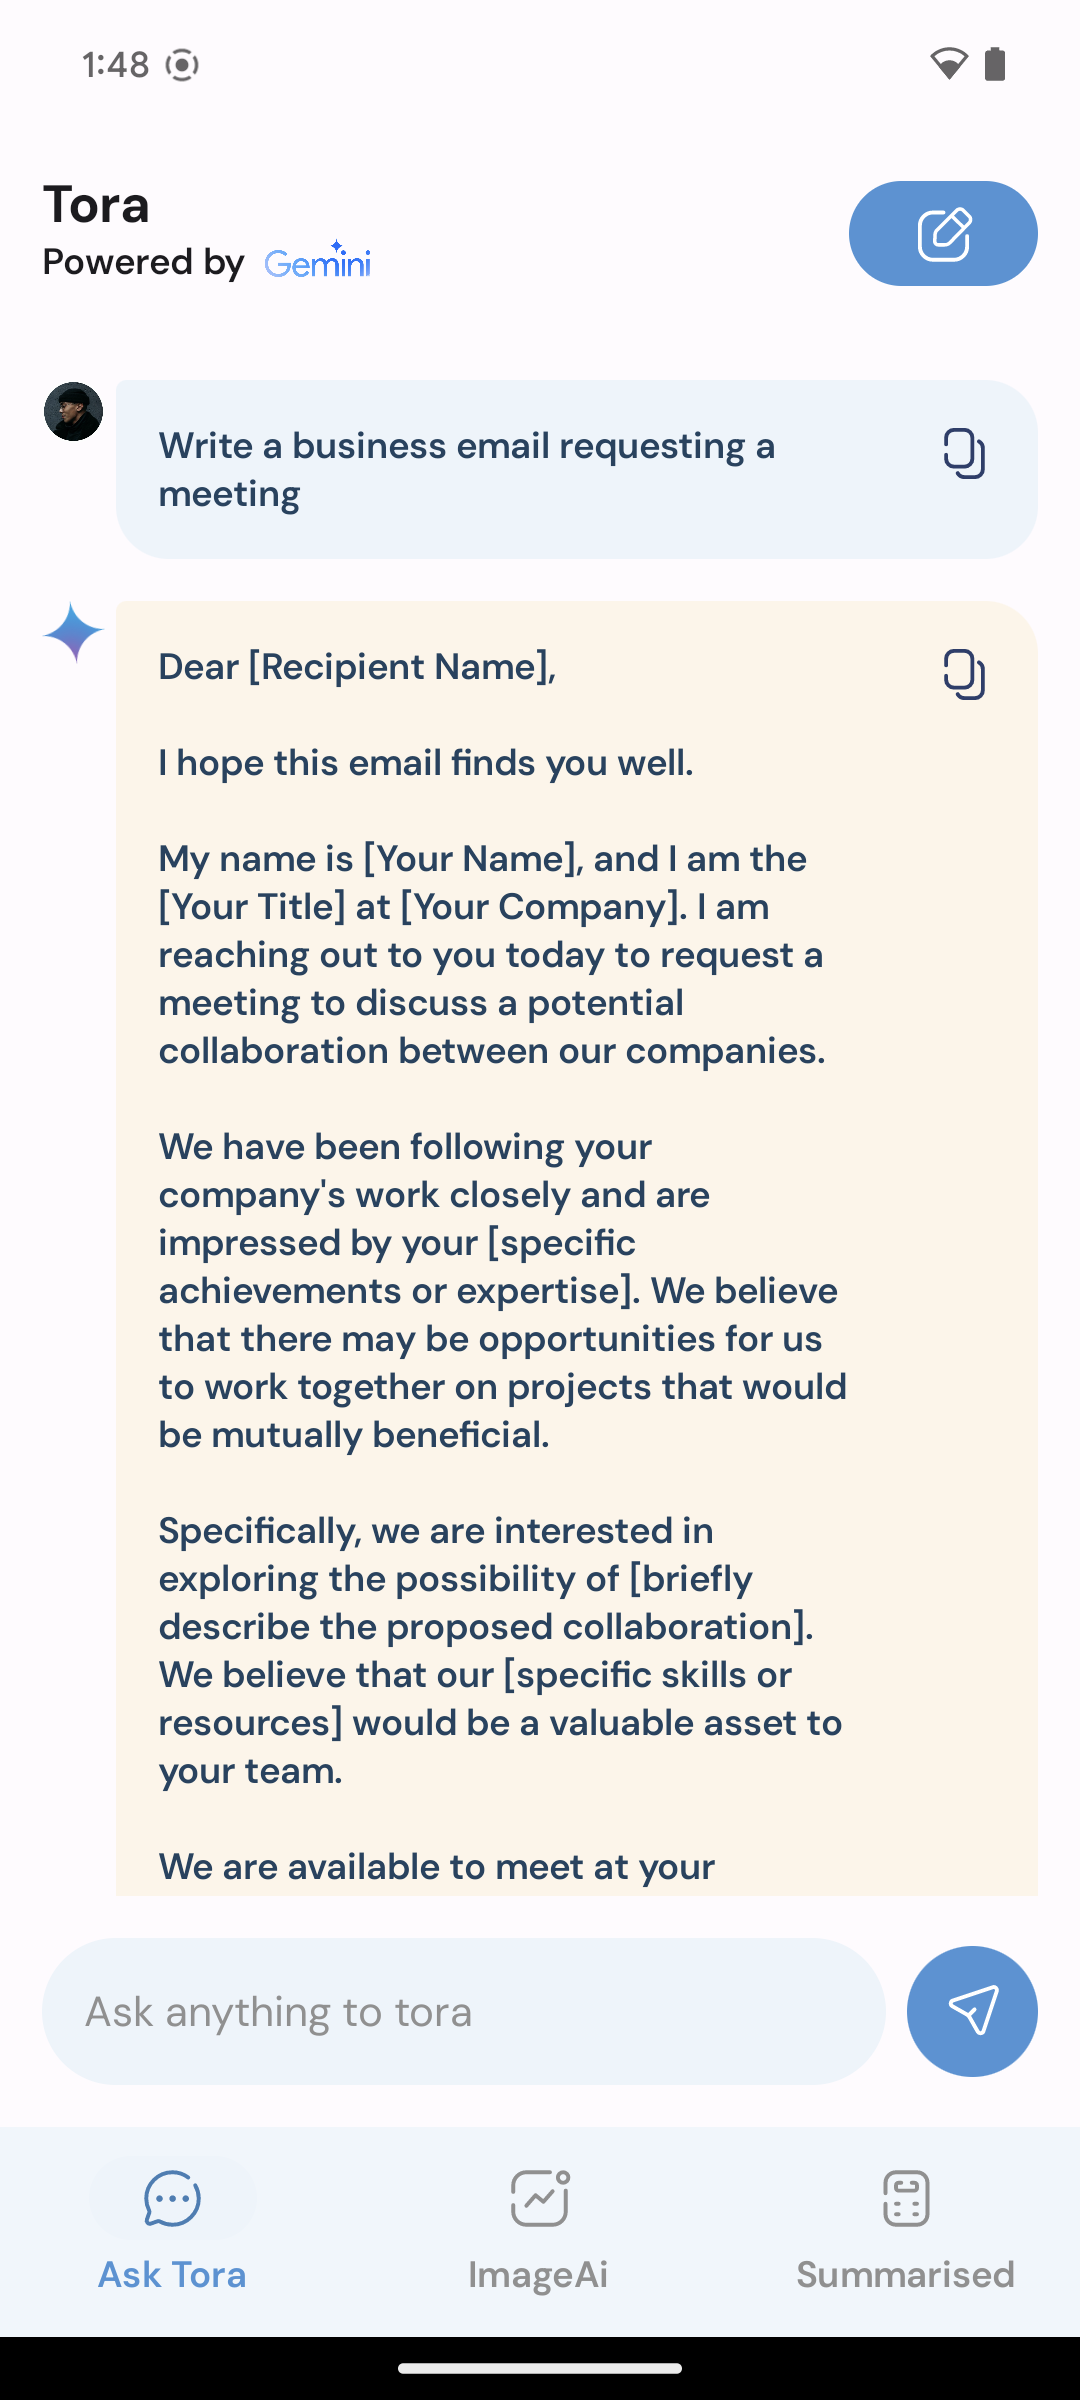 1:48
Tora
Powered by Gemini
Write a business email requesting a
meeting
Dear [Recipient Name],
I hope this email finds you well.
My name is [Your Name], and I am the
[Your Title] at [Your Company]. I am
reaching out to you today to request a
meeting to discuss a potential
collaboration between our companies.
We have been following your
company's work closely and are
impressed by your [specific
achievements or expertise]. We believe
that there may be opportunities for us
to work together on projects that would
be mutually beneficial.
Specifically, we are interested in
exploring the possibility of [briefly
describe the proposed collaboration].
We believe that our [specific skills or
resources] would be a valuable asset to
your team.
We are available to meet at your
Ask anything to tora
Ask Tora
ImageAi
Summarised